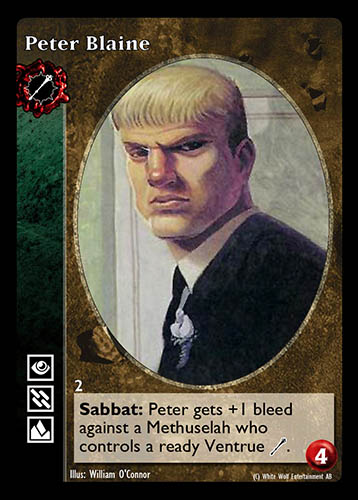 Peter Blaine
2
Sabbat: Peter gets +1 bleed
against a Methuselah who
controls a ready Ventrue .
4
Illus: William O'Connor
(C) White Wolf Entertainment AB